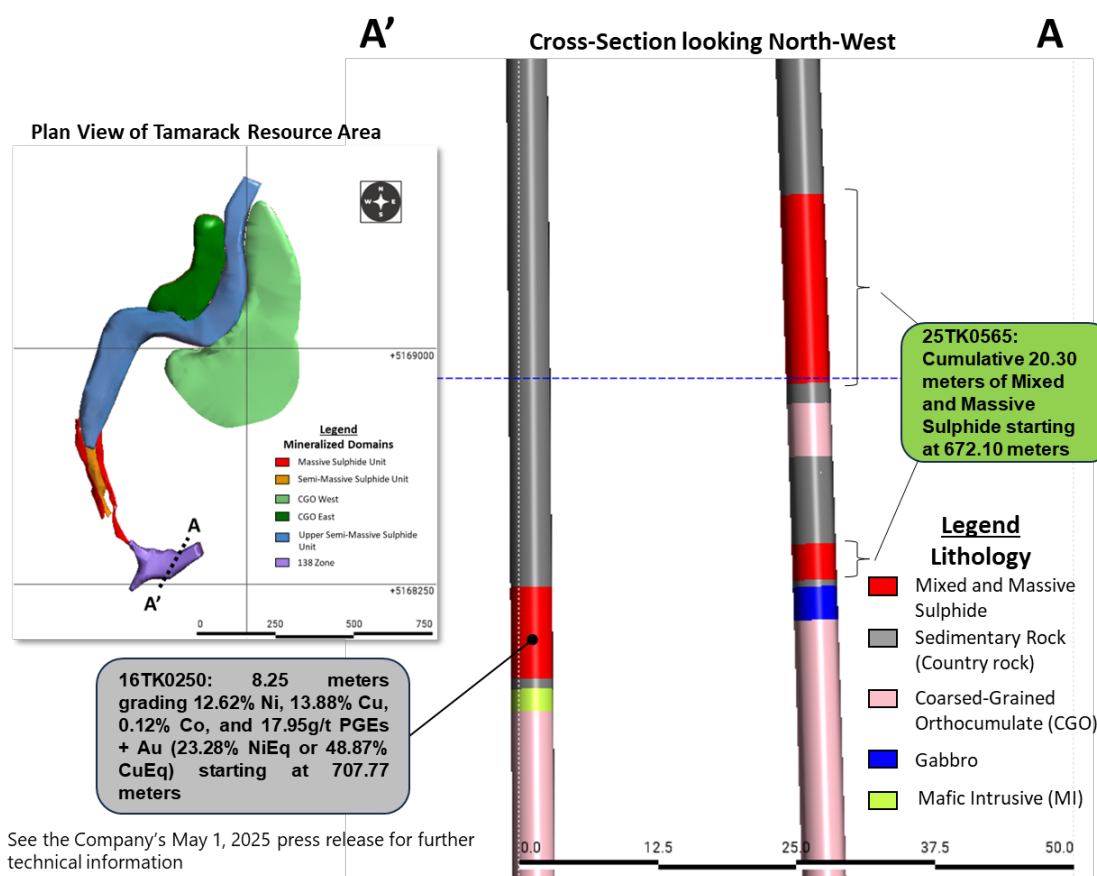 A’
Cross-Section looking North-West
A
Plan View of Tamarack Resource Area
N
W E
S
+5169000
Legend
Mineralized Domains
Massive Sulphide Unit
Semi-Massive Sulphide Unit
CGO West
CGO East
Upper Semi-Massive Sulphide
Unit
138 Zone
A
A’
+5168250
0 250 500 750
25TK0565:
Cumulative 20.30
meters of Mixed
and Massive
Sulphide starting
at 672.10 meters
16TK0250: 8.25 meters
grading 12.62% Ni, 13.88% Cu,
0.12% Co, and 17.95g/t PGEs
+ Au (23.28% NiEq or 48.87%
CuEq) starting at 707.77
meters
Legend
Lithology
Mixed and Massive
Sulphide
Sedimentary Rock
(Country rock)
Coarsed-Grained
Orthocumulate (CGO)
Gabbro
Mafic Intrusive (MI)
See the Company’s May 1, 2025 press release for further
technical information
0.0 12.5 25.0 37.5 50.0